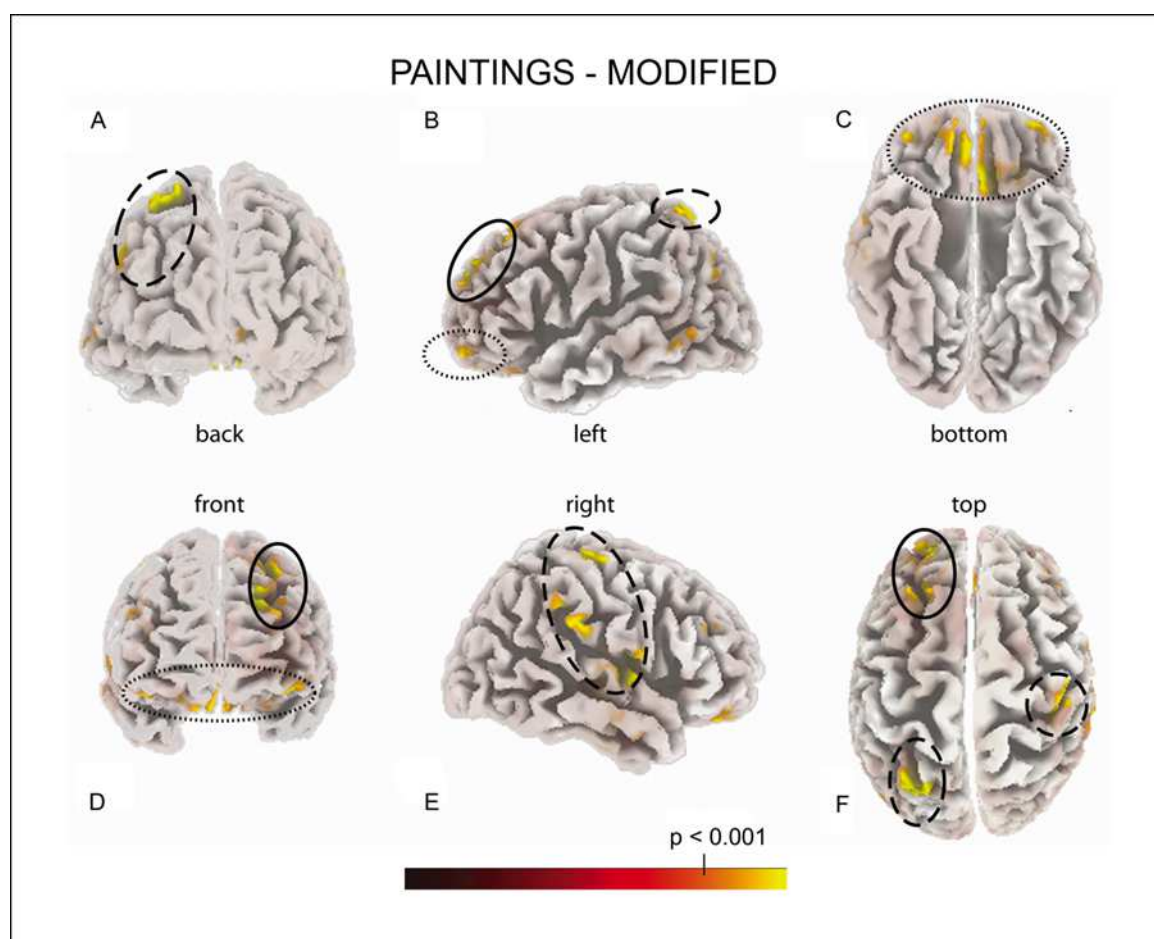 PAINTINGS - MODIFIED
A B C
back left bottom
front right top
D E F
p < 0.001